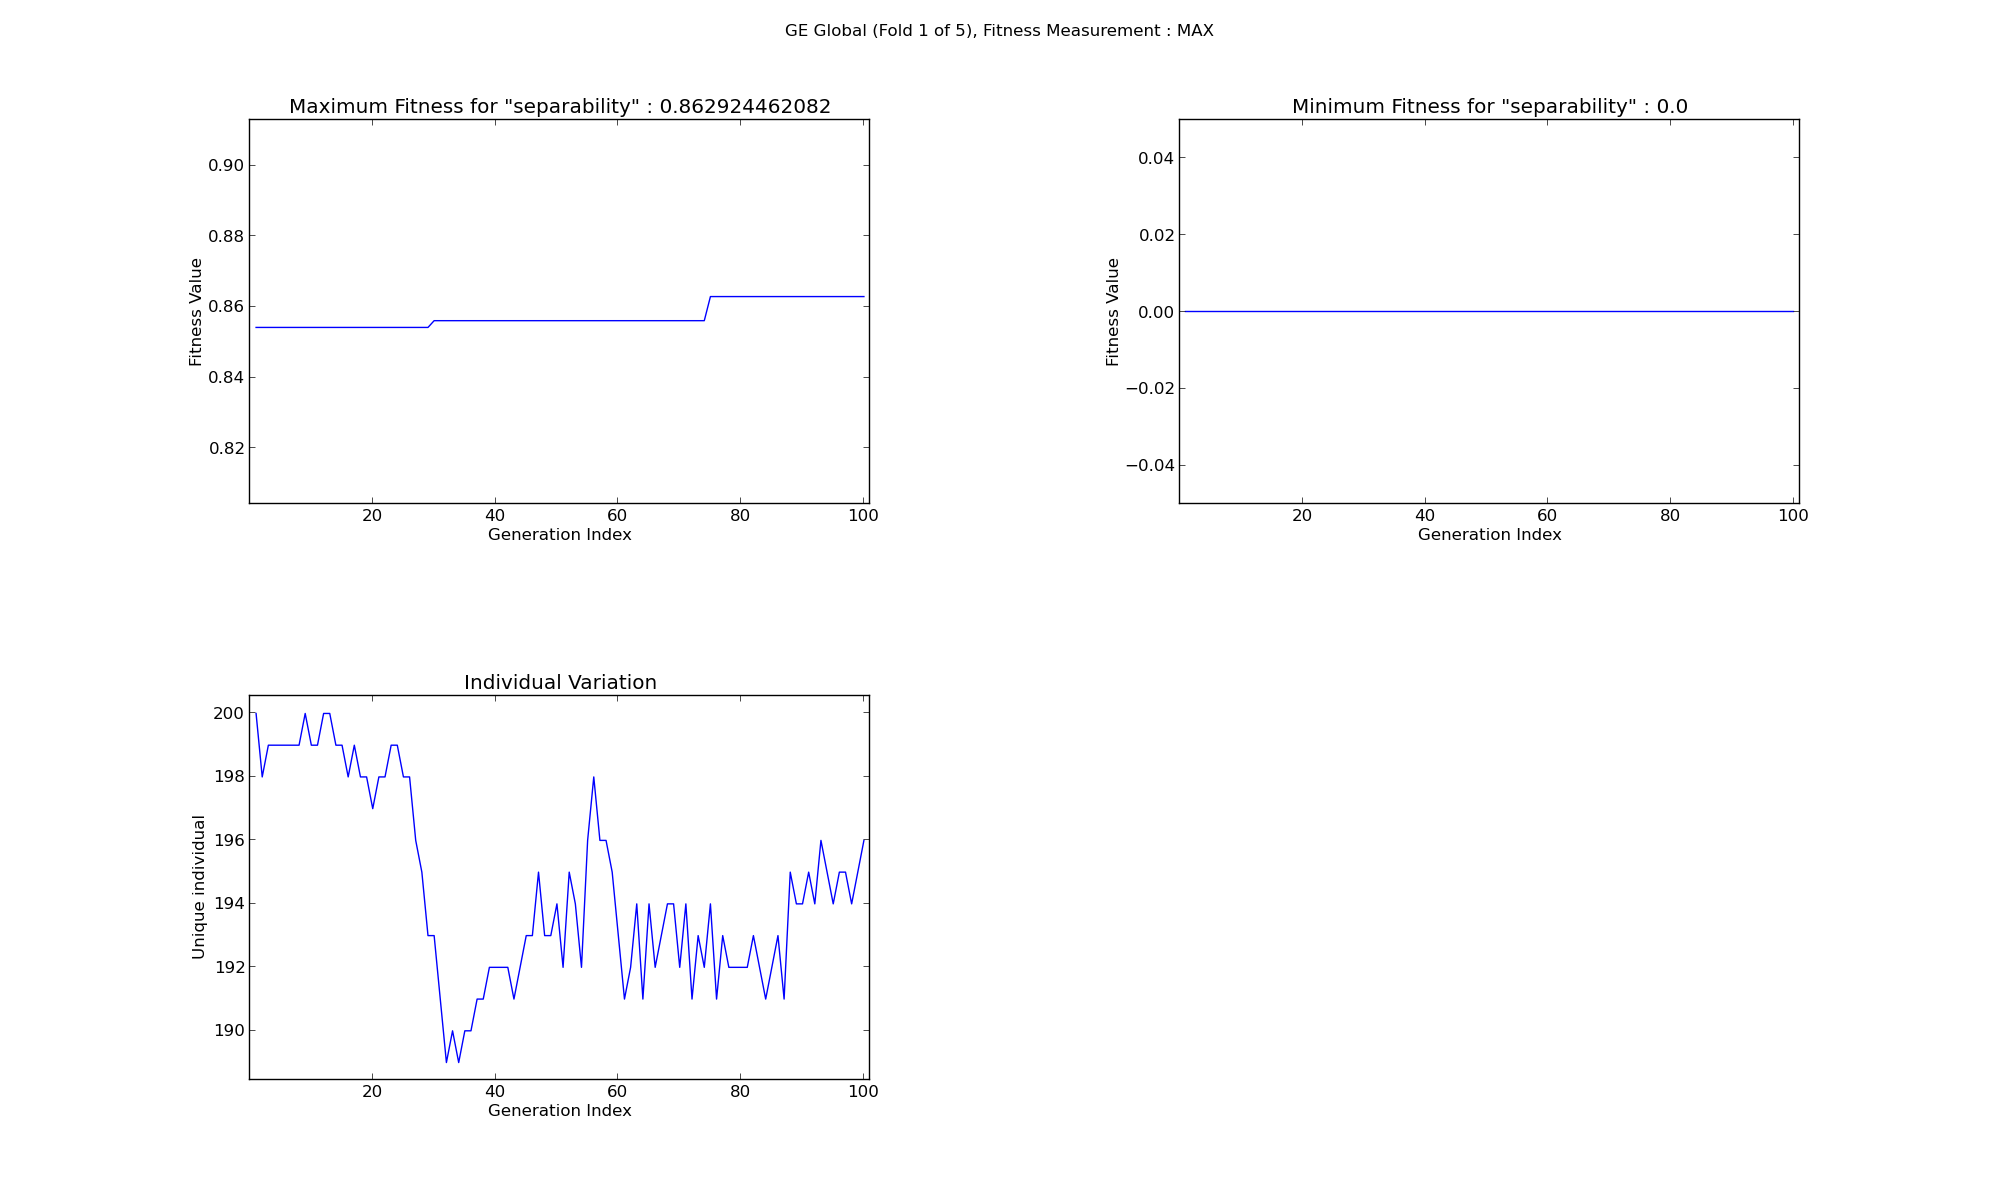 GE Global (Fold 1 of 5), Fitness Measurement : MAX
Maximum Fitness for "separability" : 0.862924462082
0.90
0.88
0.86
0.84
0.82
Fitness Value
20 40 60 80 100
Generation Index
Minimum Fitness for "separability" : 0.0
0.04
0.02
0.00
−0.02
−0.04
Fitness Value
20 40 60 80 100
Generation Index
Individual Variation
200
198
196
194
192
190
Unique individual
20 40 60 80 100
Generation Index